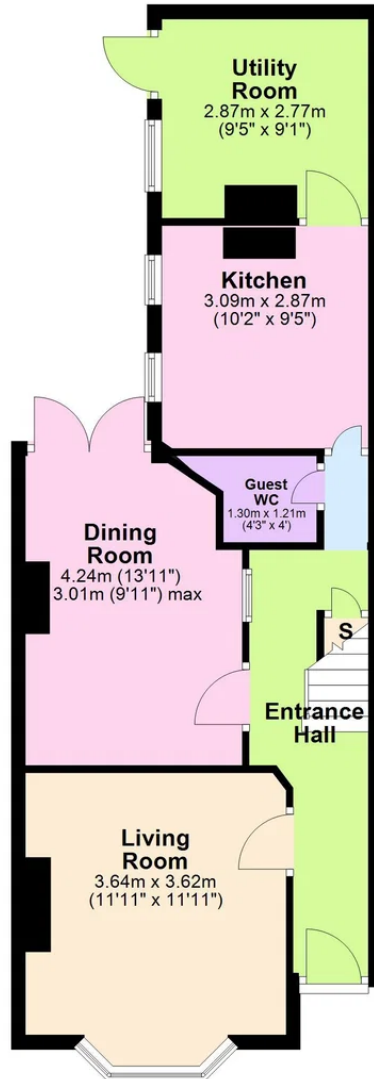 Utility
Room
2.87m x 2.77m
(9'5" x 9'1")
Kitchen
3.09m x 2.87m
(10'2" x 9'5")
Guest
WC
1.30m x 1.21m
(4'3" x 4')
Dining
Room
4.24m (13'11")
3.01m (9'11") max
S
Entrance
Hall
Living
Room
3.64m x 3.62m
(11'11" x 11'11")